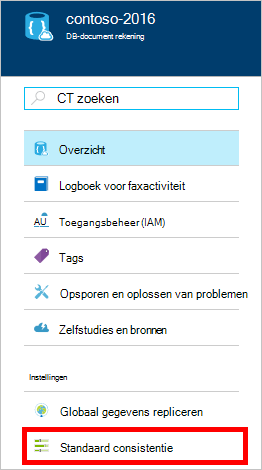 contoso-2016
DB-document rekening
CT zoeken
Overzicht
Logboek voor faxactiviteit
AU Toegangsbeheer (IAM)
Tags
Opsporen en oplossen van problemen
Zelfstudies en bronnen
Instellingen
Globaal gegevens repliceren
Standaard consistentie